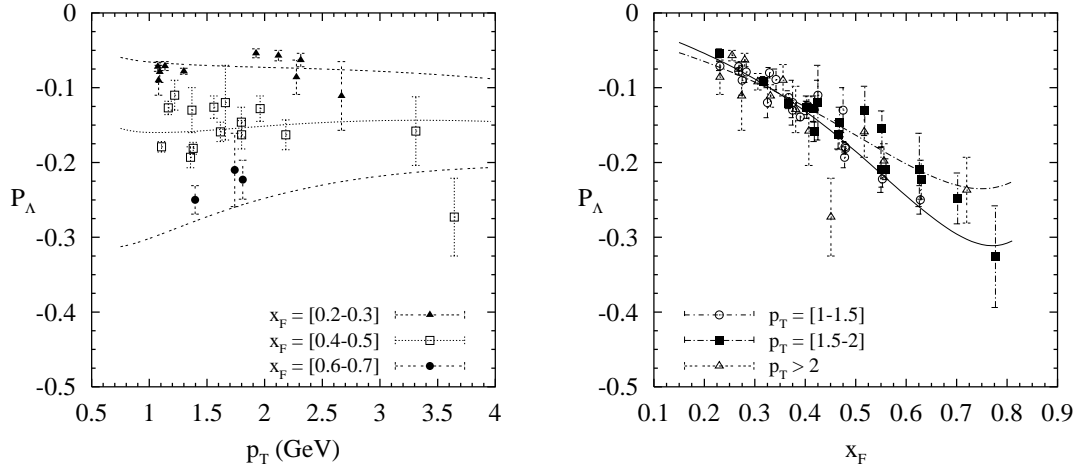 0
-0.1
-0.2
-0.3
-0.4
-0.5
P_Λ
0.5 1 1.5 2 2.5 3 3.5 4
p_T (GeV)
x_F = [0.2-0.3]
x_F = [0.4-0.5]
x_F = [0.6-0.7]
0
-0.1
-0.2
-0.3
-0.4
-0.5
P_Λ
0.1 0.2 0.3 0.4 0.5 0.6 0.7 0.8 0.9
x_F
p_T = [1-1.5]
p_T = [1.5-2]
p_T > 2